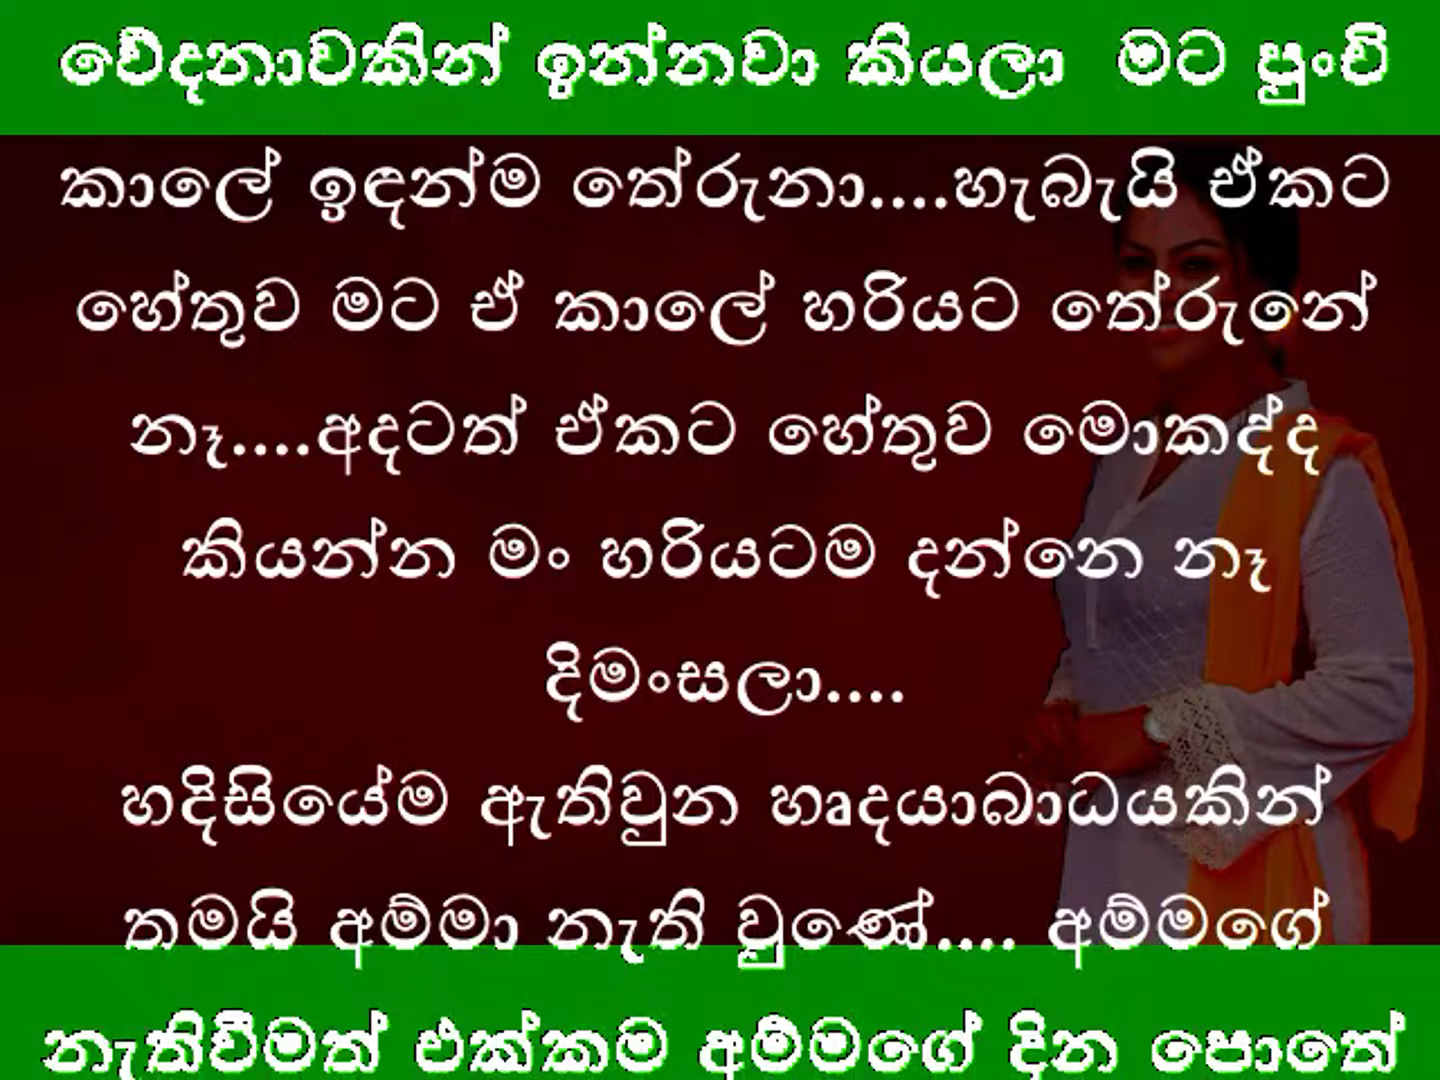 වේදනාවකින් ඉන්නවා කියලා මට පුංචි
කාලේ ඉඳන්ම තේරුනා....හැබැයි ඒකට
හේතුව මට ඒ කාලේ හරියට තේරුනේ
නෑ....අදටත් ඒකට හේතුව මොකද්ද
කියන්න මං හරියටම දන්නෙ නෑ
දිමංසලා....
හදිසියේම ඇතිවුන හෘදයාබාධයකින්
තමයි අම්මා නැති වුණේ.... අම්මගේ
නැතිවීමත් එක්කම අම්මගේ දින පොතේ